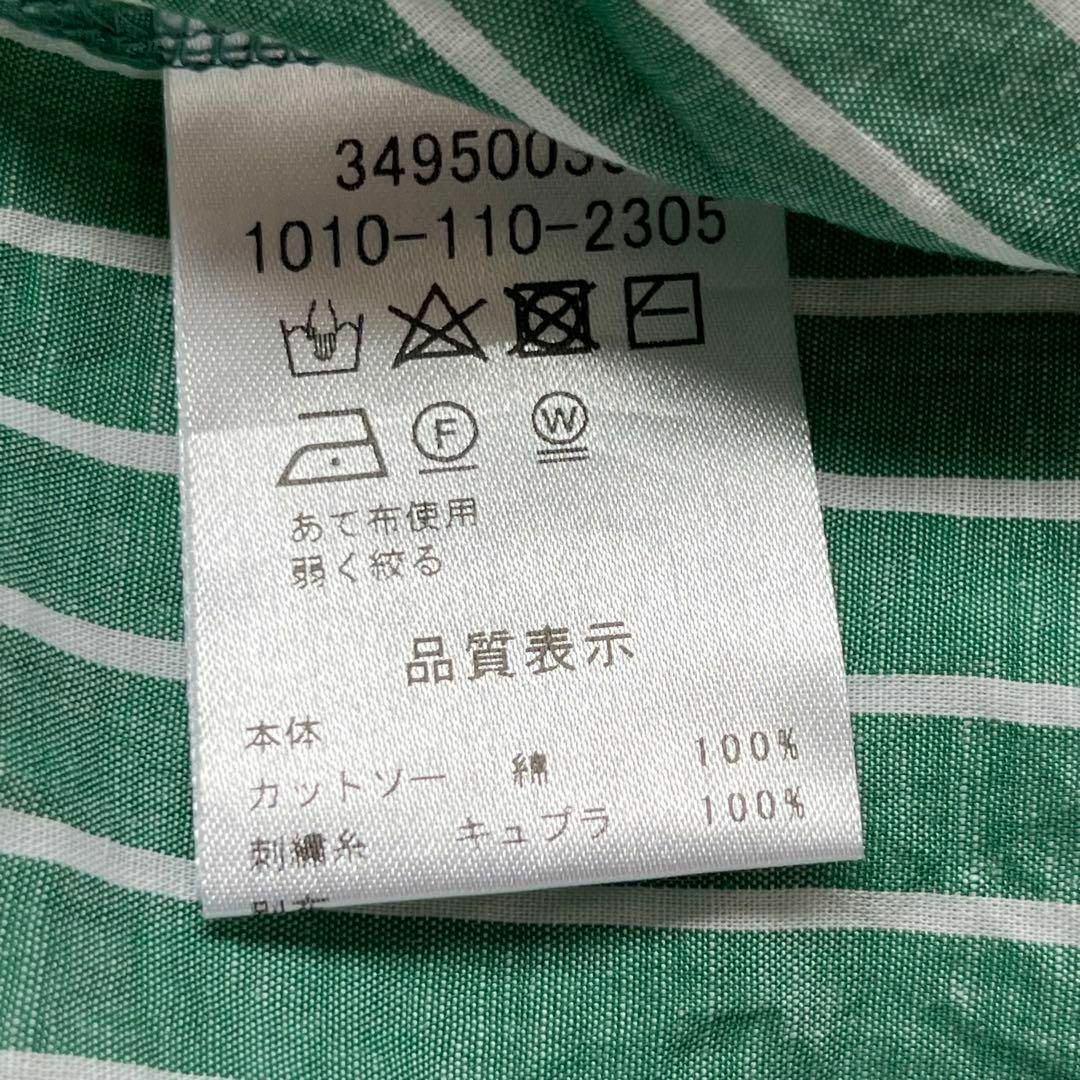 34950035
1010-110-2305
F W
あて布使用
弱く絞る
品質表示
本体
カットソー 綿 100%
刺繍糸 キュプラ 100%